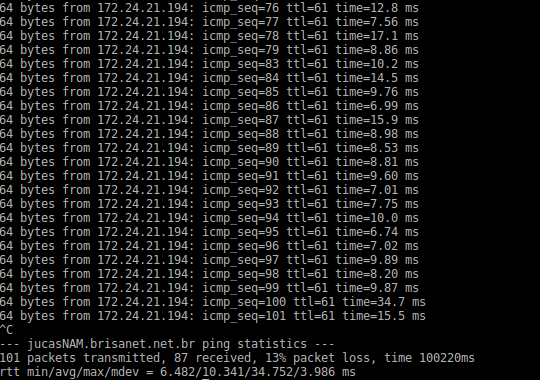 64 bytes from 172.24.21.194: icmp_seq=76 ttl=61 time=12.8 ms
64 bytes from 172.24.21.194: icmp_seq=77 ttl=61 time=7.56 ms
64 bytes from 172.24.21.194: icmp_seq=78 ttl=61 time=17.1 ms
64 bytes from 172.24.21.194: icmp_seq=79 ttl=61 time=8.86 ms
64 bytes from 172.24.21.194: icmp_seq=83 ttl=61 time=10.2 ms
64 bytes from 172.24.21.194: icmp_seq=84 ttl=61 time=14.5 ms
64 bytes from 172.24.21.194: icmp_seq=85 ttl=61 time=9.76 ms
64 bytes from 172.24.21.194: icmp_seq=86 ttl=61 time=6.99 ms
64 bytes from 172.24.21.194: icmp_seq=87 ttl=61 time=15.9 ms
64 bytes from 172.24.21.194: icmp_seq=88 ttl=61 time=8.98 ms
64 bytes from 172.24.21.194: icmp_seq=89 ttl=61 time=8.53 ms
64 bytes from 172.24.21.194: icmp_seq=90 ttl=61 time=8.81 ms
64 bytes from 172.24.21.194: icmp_seq=91 ttl=61 time=9.60 ms
64 bytes from 172.24.21.194: icmp_seq=92 ttl=61 time=7.01 ms
64 bytes from 172.24.21.194: icmp_seq=93 ttl=61 time=7.75 ms
64 bytes from 172.24.21.194: icmp_seq=94 ttl=61 time=10.0 ms
64 bytes from 172.24.21.194: icmp_seq=95 ttl=61 time=6.74 ms
64 bytes from 172.24.21.194: icmp_seq=96 ttl=61 time=7.02 ms
64 bytes from 172.24.21.194: icmp_seq=97 ttl=61 time=9.89 ms
64 bytes from 172.24.21.194: icmp_seq=98 ttl=61 time=8.20 ms
64 bytes from 172.24.21.194: icmp_seq=99 ttl=61 time=9.87 ms
64 bytes from 172.24.21.194: icmp_seq=100 ttl=61 time=34.7 ms
64 bytes from 172.24.21.194: icmp_seq=101 ttl=61 time=15.5 ms
^C
--- jucasNAM.brisanet.net.br ping statistics ---
101 packets transmitted, 87 received, 13% packet loss, time 100220ms
rtt min/avg/max/mdev = 6.482/10.341/34.752/3.986 ms